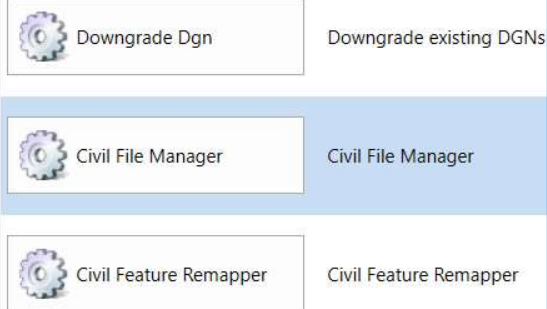 Downgrade Dgn Downgrade existing DGNs
Civil File Manager Civil File Manager
Civil Feature Remapper Civil Feature Remapper